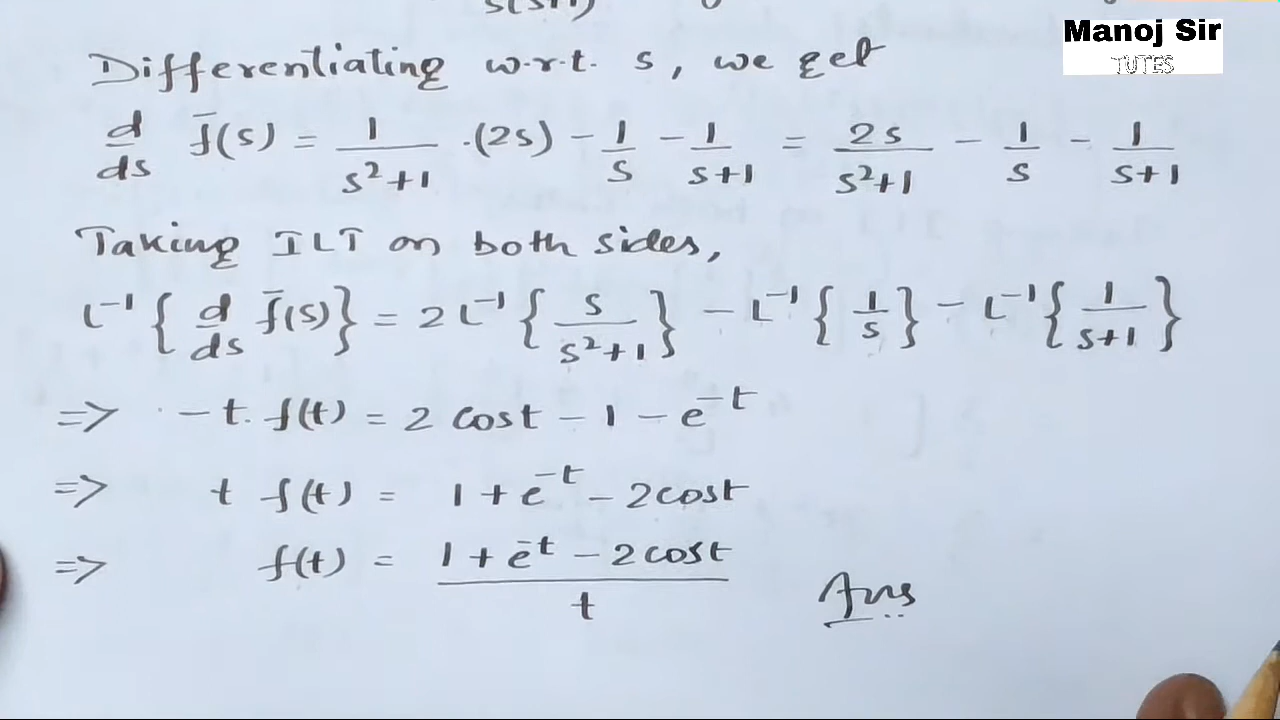 s(s+1)
Manoj Sir
TUTES
Differentiating w.r.t. s, we get
d/ds f̄(s) = 1/(s²+1) .(2s) - 1/s - 1/(s+1) = 2s/(s²+1) - 1/s - 1/(s+1)
Taking ILT on both sides,
L⁻¹{ d/ds f̄(s)} = 2 L⁻¹{ s/(s²+1) } - L⁻¹{ 1/s } - L⁻¹{ 1/(s+1) }
=> - t. f(t) = 2 cost - 1 - e⁻ᵗ
=> t f(t) = 1 + e⁻ᵗ - 2cost
=> f(t) = (1 + e⁻ᵗ - 2cost)/t Ans